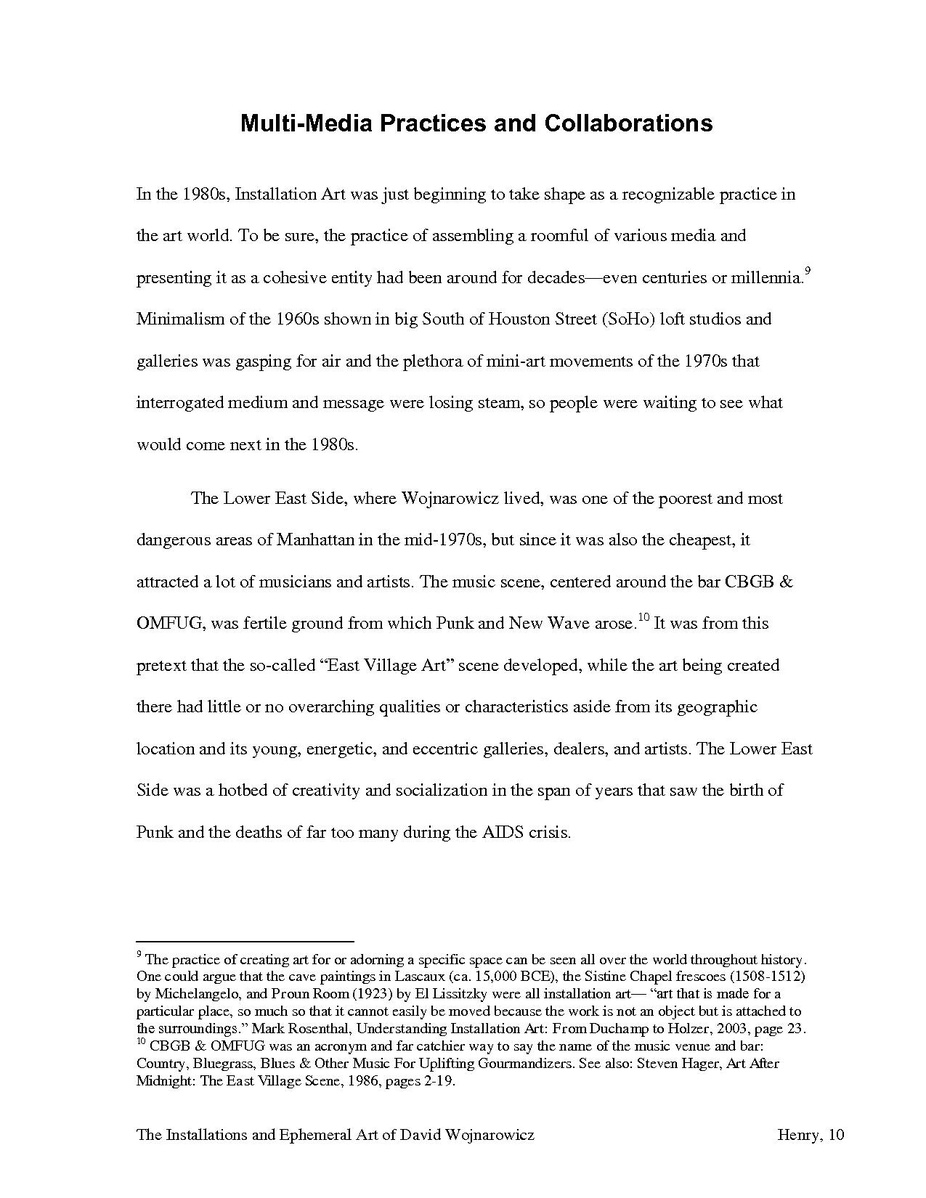 Multi-Media Practices and Collaborations
In the 1980s, Installation Art was just beginning to take shape as a recognizable practice in
the art world. To be sure, the practice of assembling a roomful of various media and
presenting it as a cohesive entity had been around for decades—even centuries or millennia.9
Minimalism of the 1960s shown in big South of Houston Street (SoHo) loft studios and
galleries was gasping for air and the plethora of mini-art movements of the 1970s that
interrogated medium and message were losing steam, so people were waiting to see what
would come next in the 1980s.
The Lower East Side, where Wojnarowicz lived, was one of the poorest and most
dangerous areas of Manhattan in the mid-1970s, but since it was also the cheapest, it
attracted a lot of musicians and artists. The music scene, centered around the bar CBGB &
OMFUG, was fertile ground from which Punk and New Wave arose.10 It was from this
pretext that the so-called “East Village Art” scene developed, while the art being created
there had little or no overarching qualities or characteristics aside from its geographic
location and its young, energetic, and eccentric galleries, dealers, and artists. The Lower East
Side was a hotbed of creativity and socialization in the span of years that saw the birth of
Punk and the deaths of far too many during the AIDS crisis.
9 The practice of creating art for or adorning a specific space can be seen all over the world throughout history.
One could argue that the cave paintings in Lascaux (ca. 15,000 BCE), the Sistine Chapel frescoes (1508-1512)
by Michelangelo, and Proun Room (1923) by El Lissitzky were all installation art— “art that is made for a
particular place, so much so that it cannot easily be moved because the work is not an object but is attached to
the surroundings.” Mark Rosenthal, Understanding Installation Art: From Duchamp to Holzer, 2003, page 23.
10 CBGB & OMFUG was an acronym and far catchier way to say the name of the music venue and bar:
Country, Bluegrass, Blues & Other Music For Uplifting Gourmandizers. See also: Steven Hager, Art After
Midnight: The East Village Scene, 1986, pages 2-19.
The Installations and Ephemeral Art of David Wojnarowicz Henry, 10